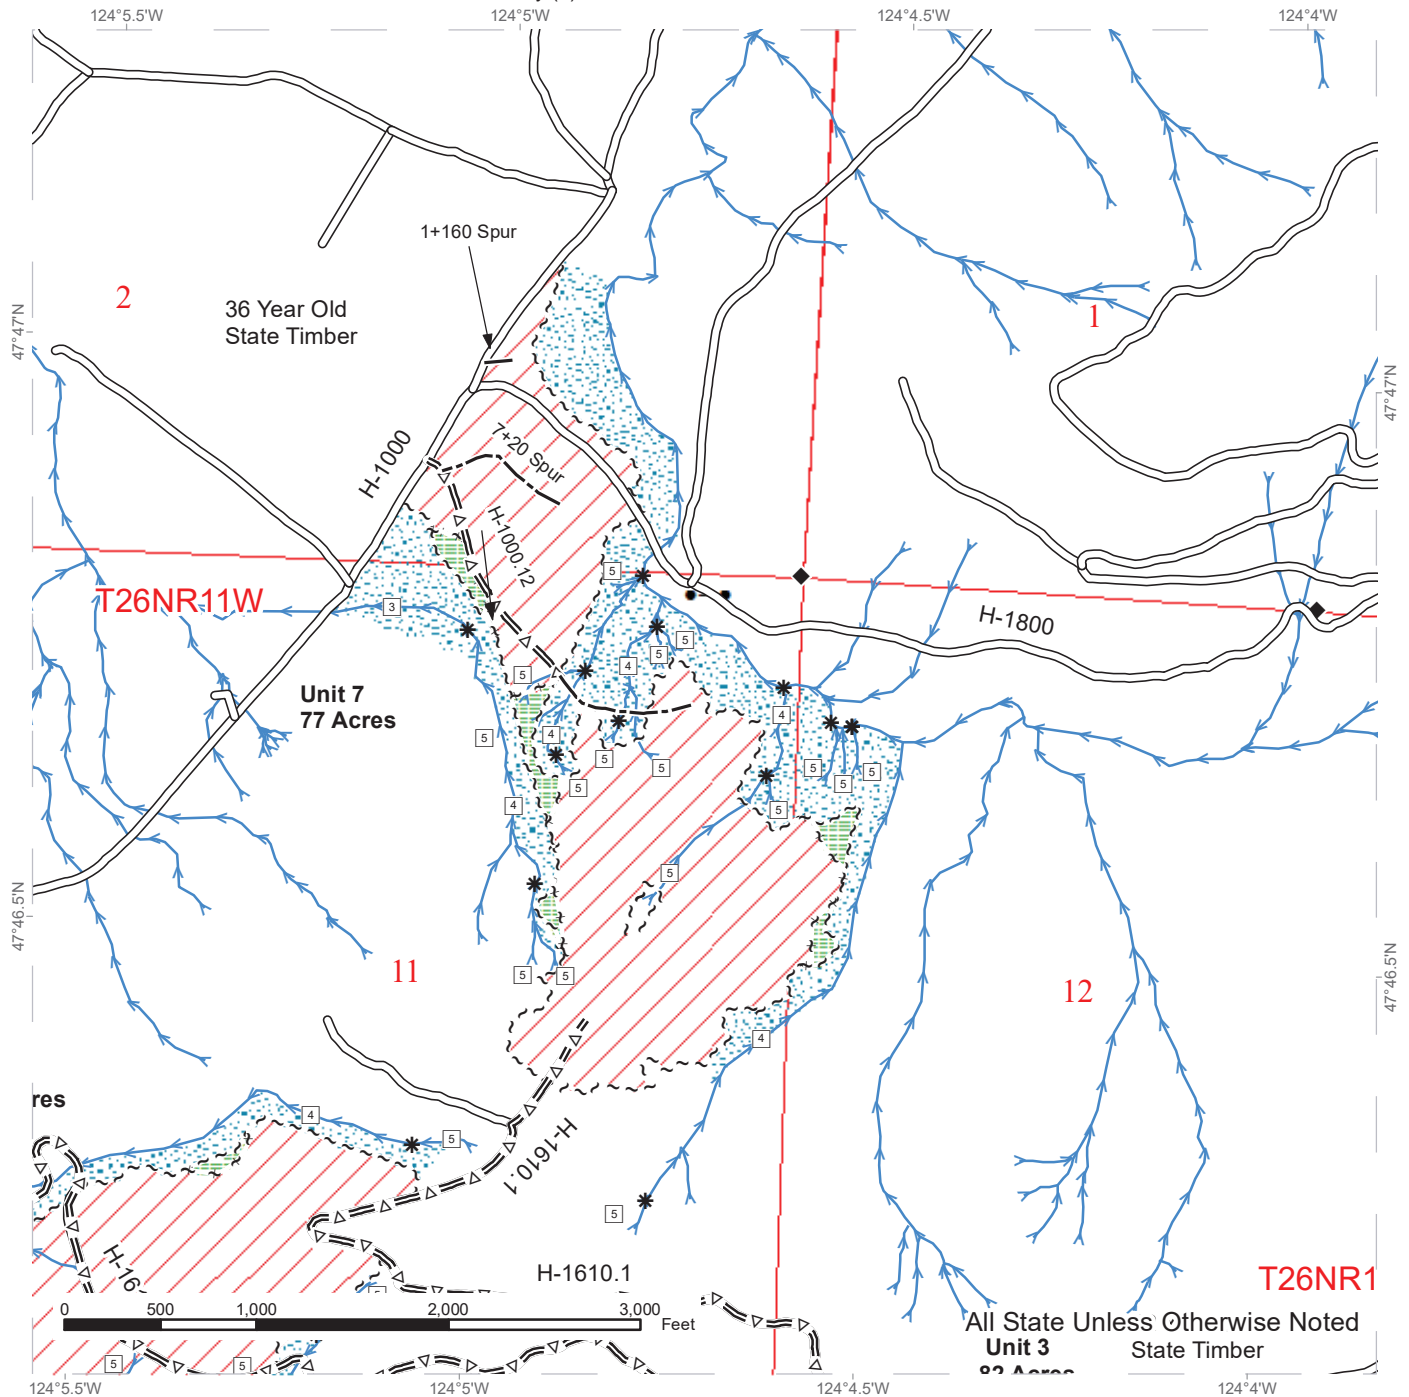 124°5.5'W
124°5'W
124°4.5'W
124°4'W
1+160 Spur
2
36 Year Old
State Timber
1
47°47'N
47°47'N
H-1000
7+20 Spur
H-1000.12
5
T26NR11W
3
H-1800
5
5
4
5
Unit 7
77 Acres
4
5
4
5
5
5
5
5
5
4
5
5
47°46.5'N
5
11
5
5
47°46.5'N
12
4
res
4
5
H-1610.1
5
H-16
H-1610.1
T26NR1
0
500
1,000
2,000
3,000
Feet
All State Unless Otherwise Noted
Unit 3
State Timber
82 Acres
5
5
124°5.5'W
124°5'W
124°4.5'W
124°4'W